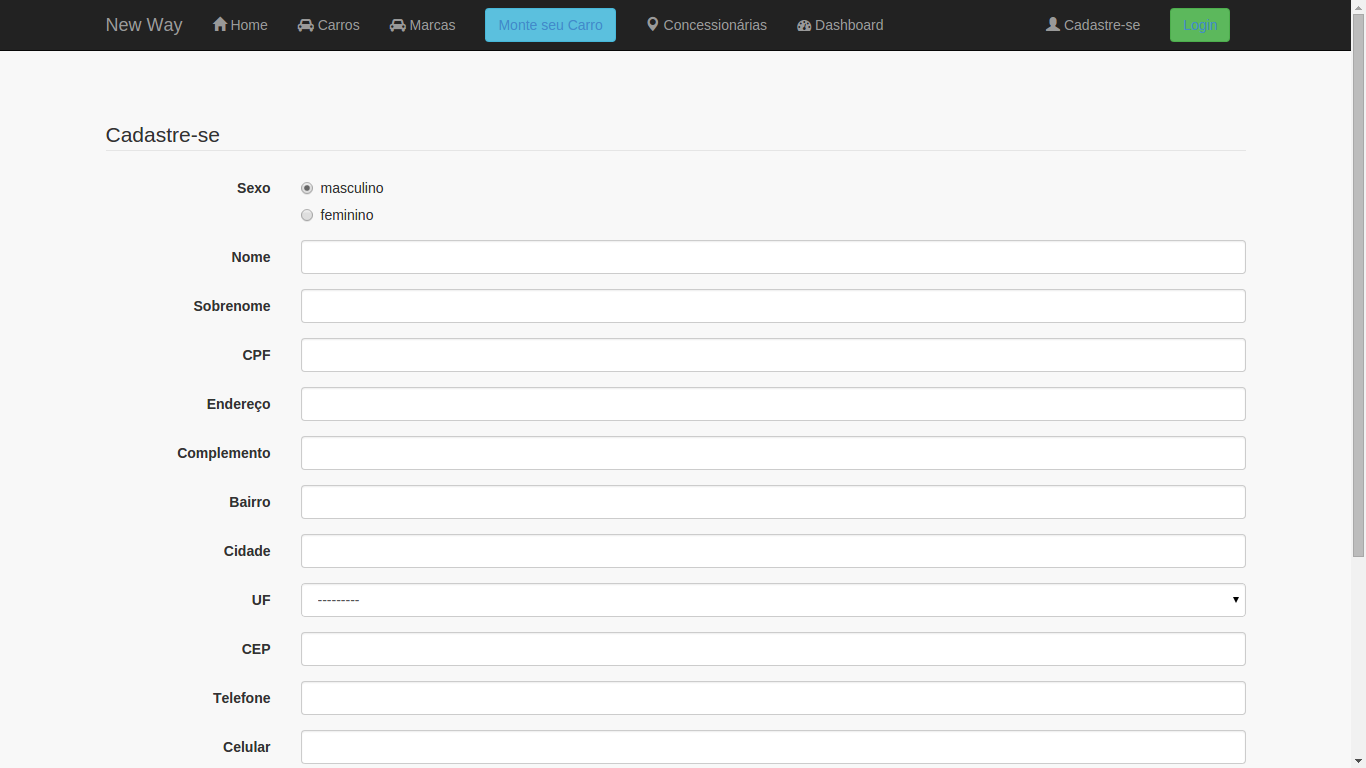 New Way Home Carros Marcas Monte seu Carro Concessionárias Dashboard Cadastre-se Login
Cadastre-se
Sexo masculino
feminino
Nome
Sobrenome
CPF
Endereço
Complemento
Bairro
Cidade
UF ---------
CEP
Telefone
Celular